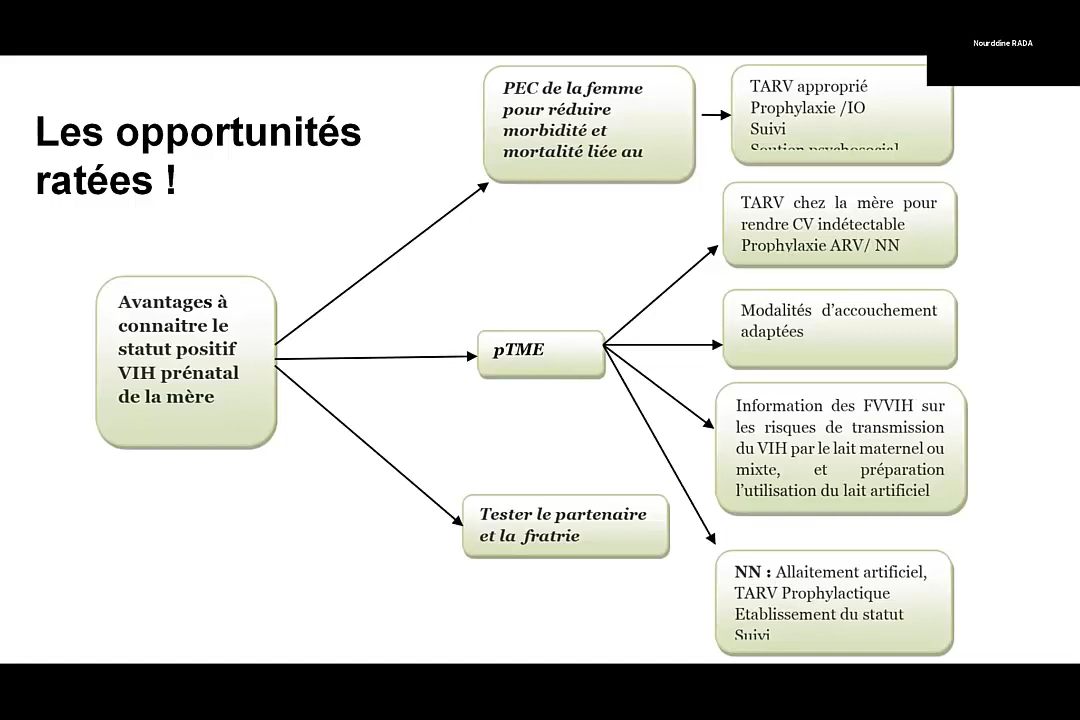 Nourddine RADA
Les opportunités
ratées !
PEC de la femme
pour réduire
morbidité et
mortalité liée au
TARV approprié
Prophylaxie /IO
Suivi
Soutien psychosocial
TARV chez la mère pour
rendre CV indétectable
Prophylaxie ARV/ NN
Avantages à
connaitre le
statut positif
VIH prénatal
de la mère
pTME
Modalités d’accouchement
adaptées
Information des FVVIH sur
les risques de transmission
du VIH par le lait maternel ou
mixte, et préparation
l’utilisation du lait artificiel
Tester le partenaire
et la fratrie
NN : Allaitement artificiel,
TARV Prophylactique
Etablissement du statut
Suivi